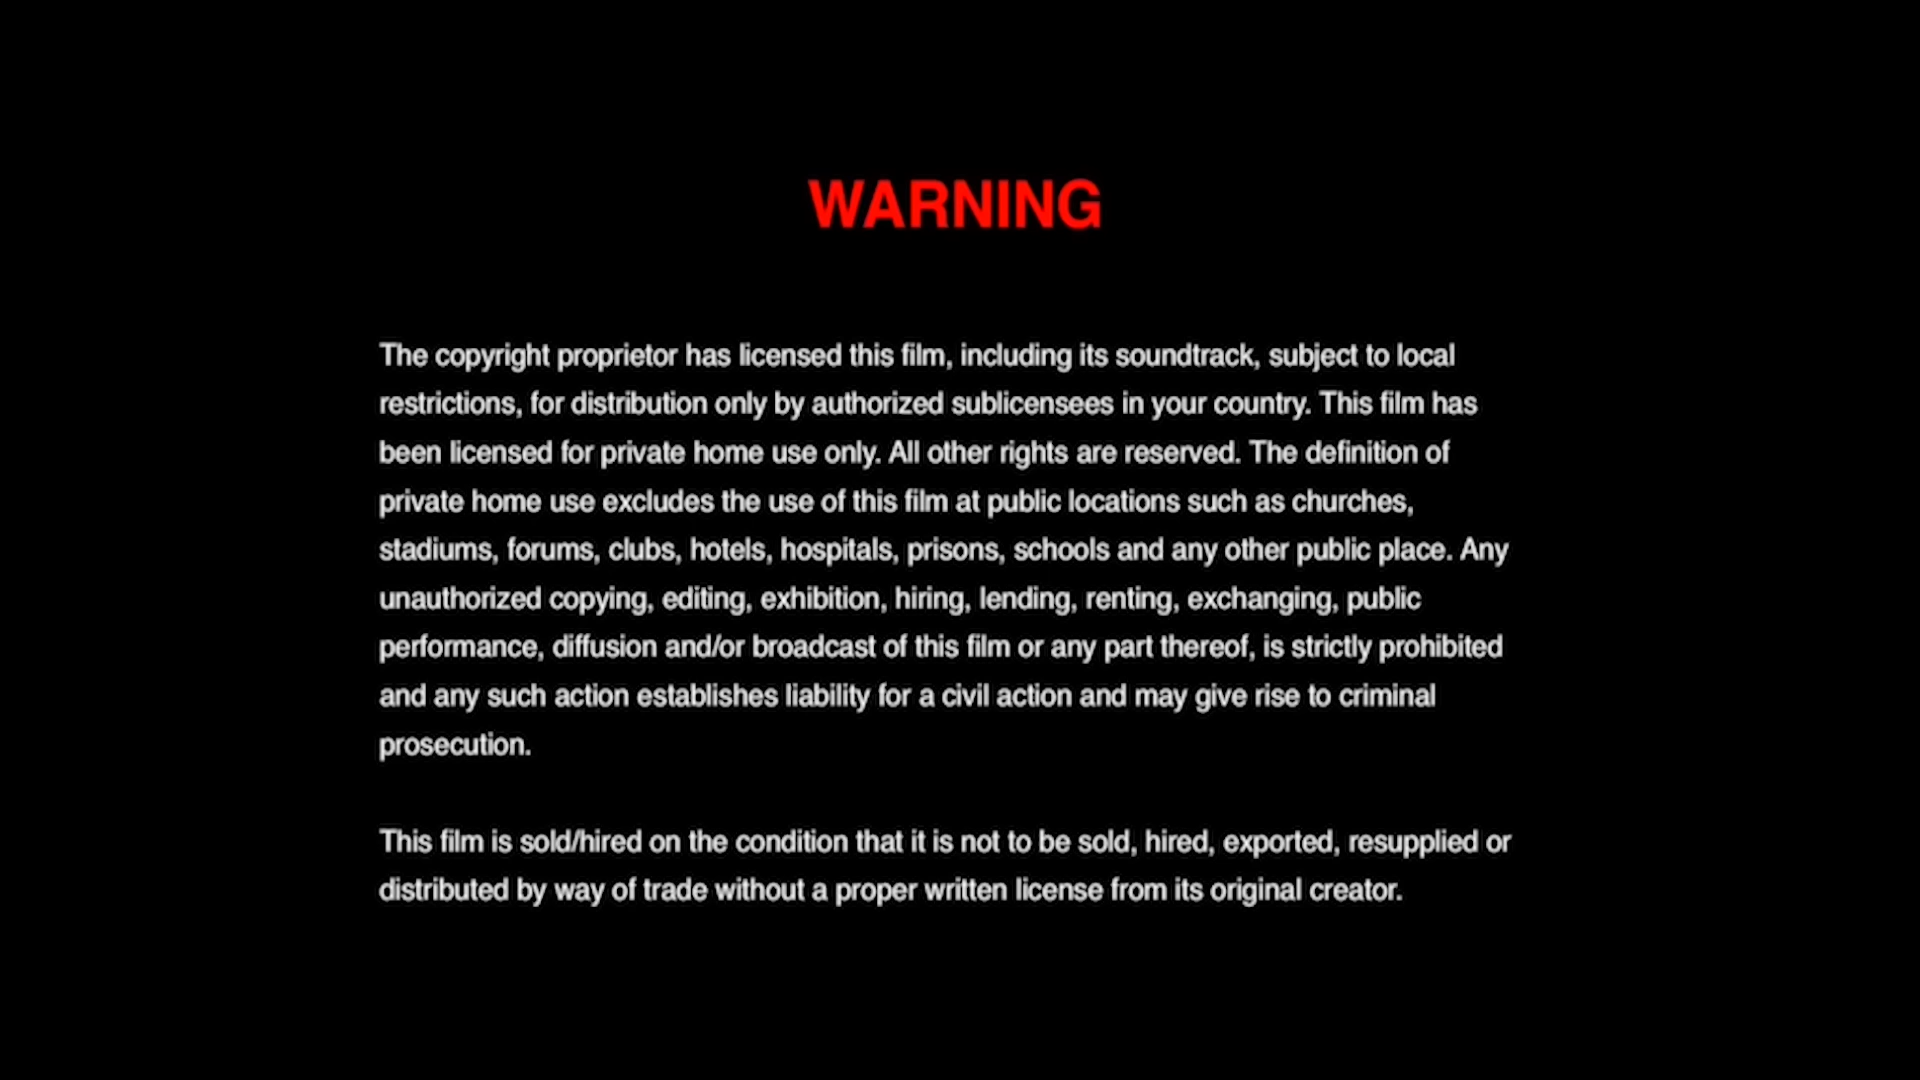 WARNING
The copyright proprietor has licensed this film, including its soundtrack, subject to local
restrictions, for distribution only by authorized sublicensees in your country. This film has
been licensed for private home use only. All other rights are reserved. The definition of
private home use excludes the use of this film at public locations such as churches,
stadiums, forums, clubs, hotels, hospitals, prisons, schools and any other public place. Any
unauthorized copying, editing, exhibition, hiring, lending, renting, exchanging, public
performance, diffusion and/or broadcast of this film or any part thereof, is strictly prohibited
and any such action establishes liability for a civil action and may give rise to criminal
prosecution.
This film is sold/hired on the condition that it is not to be sold, hired, exported, resupplied or
distributed by way of trade without a proper written license from its original creator.